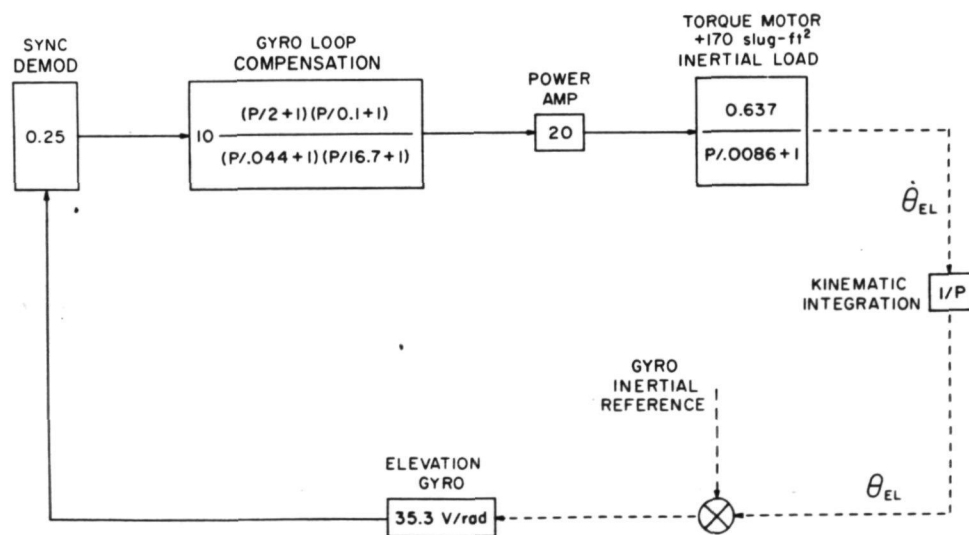 SYNC
DEMOD
0.25
GYRO LOOP
COMPENSATION
10 (P/2+1)(P/0.1+1)
(P/.044+1)(P/16.7+1)
POWER
AMP
20
TORQUE MOTOR
+170 slug-ft²
INERTIAL LOAD
0.637
P/.0086+1
θ̇EL
KINEMATIC
INTEGRATION
1/P
GYRO
INERTIAL
REFERENCE
θEL
ELEVATION
GYRO
35.3 V/rad